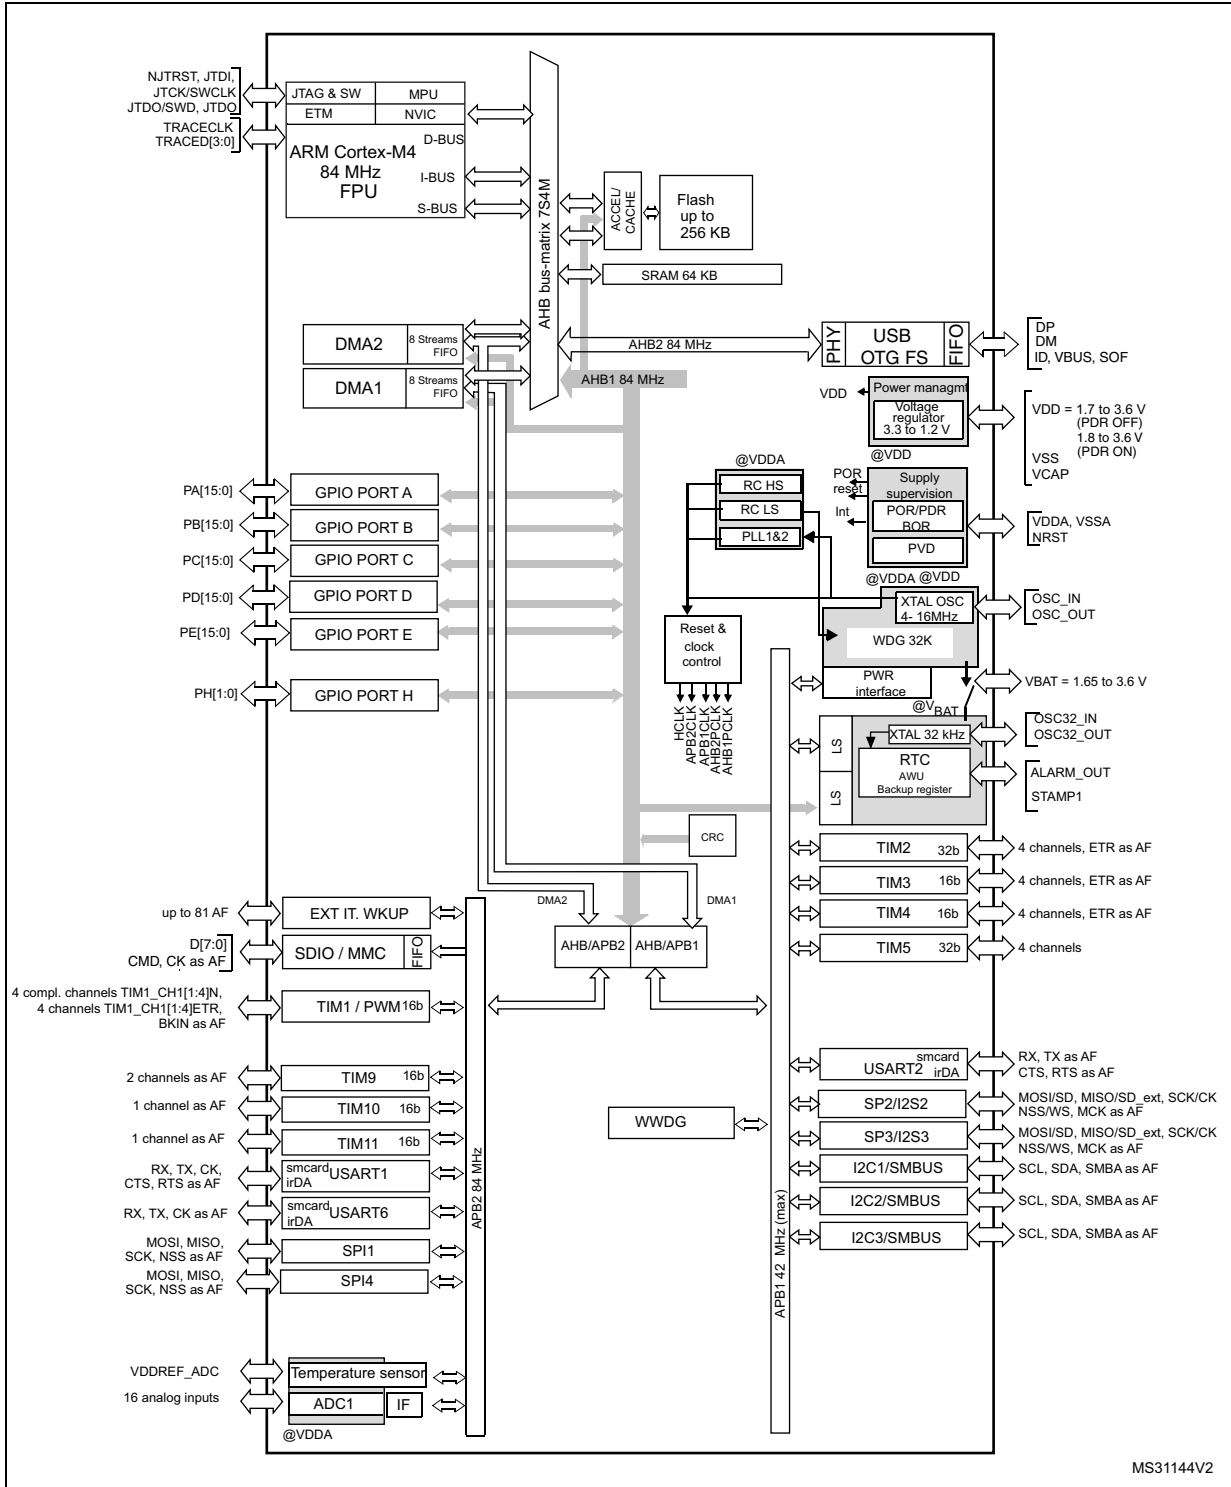 NJTRST, JTDI,
JTCK/SWCLK
JTDO/SWD, JTDO
TRACECLK
TRACED[3:0]
JTAG & SW
MPU
ETM
NVIC
D-BUS
ARM Cortex-M4
84 MHz
FPU
I-BUS
S-BUS
AHB bus-matrix 7S4M
ACCEL/
CACHE
Flash
up to
256 KB
SRAM 64 KB
DMA2
8 Streams
FIFO
DMA1
8 Streams
FIFO
AHB2 84 MHz
AHB1 84 MHz
PHY
USB
OTG FS
FIFO
DP
DM
ID, VBUS, SOF
VDD
Power managmt
Voltage
regulator
3.3 to 1.2 V
@VDD
VDD = 1.7 to 3.6 V
(PDR OFF)
1.8 to 3.6 V
(PDR ON)
VSS
VCAP
@VDDA
RC HS
RC LS
PLL1&2
POR
reset
Int
Supply
supervision
POR/PDR
BOR
PVD
VDDA, VSSA
NRST
@VDDA @VDD
XTAL OSC
4- 16MHz
WDG 32K
OSC_IN
OSC_OUT
PWR
interface
VBAT = 1.65 to 3.6 V
@VBAT
Reset &
clock
control
HCLK
APB2CLK
APB1CLK
AHB2PCLK
AHB1PCLK
LS
LS
XTAL 32 kHz
RTC
AWU
Backup register
OSC32_IN
OSC32_OUT
ALARM_OUT
STAMP1
PA[15:0]
GPIO PORT A
PB[15:0]
GPIO PORT B
PC[15:0]
GPIO PORT C
PD[15:0]
GPIO PORT D
PE[15:0]
GPIO PORT E
PH[1:0]
GPIO PORT H
CRC
DMA2
DMA1
AHB/APB2
AHB/APB1
TIM2 32b
4 channels, ETR as AF
TIM3 16b
4 channels, ETR as AF
TIM4 16b
4 channels, ETR as AF
TIM5 32b
4 channels
up to 81 AF
EXT IT. WKUP
D[7:0]
CMD, CK as AF
SDIO / MMC
FIFO
4 compl. channels TIM1_CH1[1:4]N,
4 channels TIM1_CH1[1:4]ETR,
BKIN as AF
TIM1 / PWM 16b
2 channels as AF
TIM9 16b
1 channel as AF
TIM10 16b
1 channel as AF
TIM11 16b
RX, TX, CK,
CTS, RTS as AF
smcard
irDA
USART1
RX, TX, CK as AF
smcard
irDA
USART6
MOSI, MISO,
SCK, NSS as AF
SPI1
MOSI, MISO,
SCK, NSS as AF
SPI4
APB2 84 MHz
VDDREF_ADC
Temperature sensor
16 analog inputs
ADC1
IF
@VDDA
WWDG
APB1 42 MHz (max)
smcard
USART2 irDA
RX, TX as AF
CTS, RTS as AF
SP2/I2S2
MOSI/SD, MISO/SD_ext, SCK/CK
NSS/WS, MCK as AF
SP3/I2S3
MOSI/SD, MISO/SD_ext, SCK/CK
NSS/WS, MCK as AF
I2C1/SMBUS
SCL, SDA, SMBA as AF
I2C2/SMBUS
SCL, SDA, SMBA as AF
I2C3/SMBUS
SCL, SDA, SMBA as AF
MS31144V2